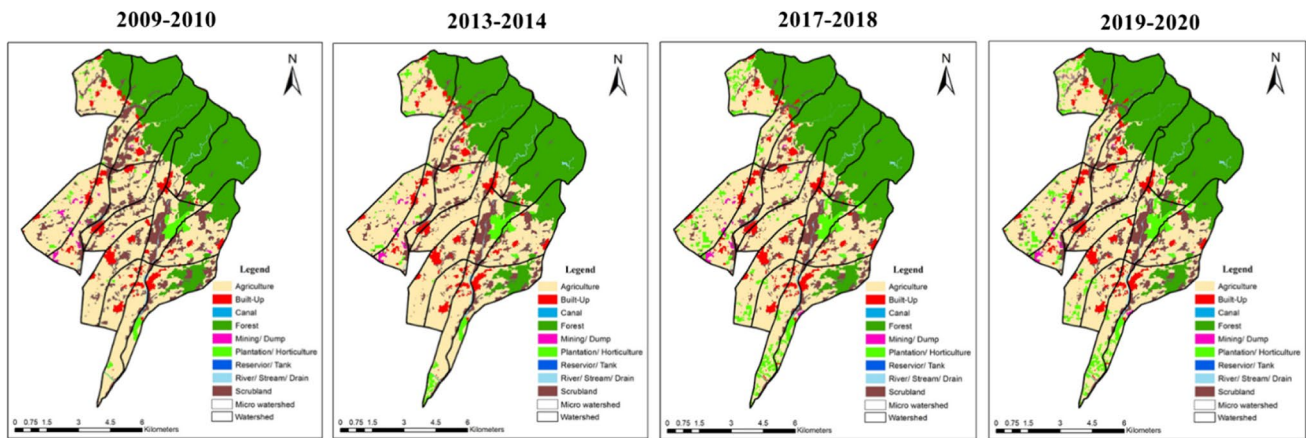 2009-2010 2013-2014 2017-2018 2019-2020
N N N N
Legend
Agriculture
Built-Up
Canal
Forest
Mining/ Dump
Plantation/ Horticulture
Reservior/ Tank
River/ Stream/ Drain
Scrubland
Micro watershed
Watershed
0 0.75 1.5 3 4.5 6
Kilometers
Legend
Agriculture
Built-Up
Canal
Forest
Mining/ Dump
Plantation/ Horticulture
Reservior/ Tank
River/ Stream/ Drain
Scrubland
Micro watershed
Watershed
0 0.75 1.5 3 4.5 6
Kilometers
Legend
Agriculture
Built-Up
Canal
Forest
Mining/ Dump
Plantation/ Horticulture
Reservior/ Tank
River/ Stream/ Drain
Scrubland
Micro watershed
Watershed
0 0.75 1.5 3 4.5 6
Kilometers
Legend
Agriculture
Built-Up
Canal
Forest
Mining/ Dump
Plantation/ Horticulture
Reservior/ Tank
River/ Stream/ Drain
Scrubland
Micro watershed
Watershed
0 0.75 1.5 3 4.5 6
Kilometers